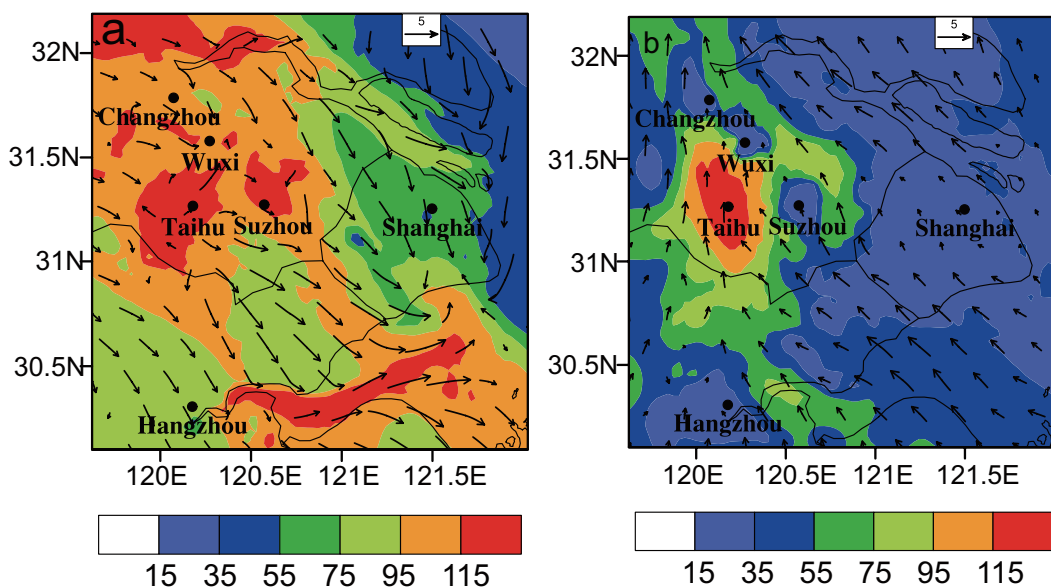 a
5
32N
31.5N
31N
30.5N
Changzhou
Wuxi
Taihu
Suzhou
Shanghai
Hangzhou
120E
120.5E
121E
121.5E
15
35
55
75
95
115
b
5
32N
31.5N
31N
30.5N
Changzhou
Wuxi
Taihu
Suzhou
Shanghai
Hangzhou
120E
120.5E
121E
121.5E
15
35
55
75
95
115